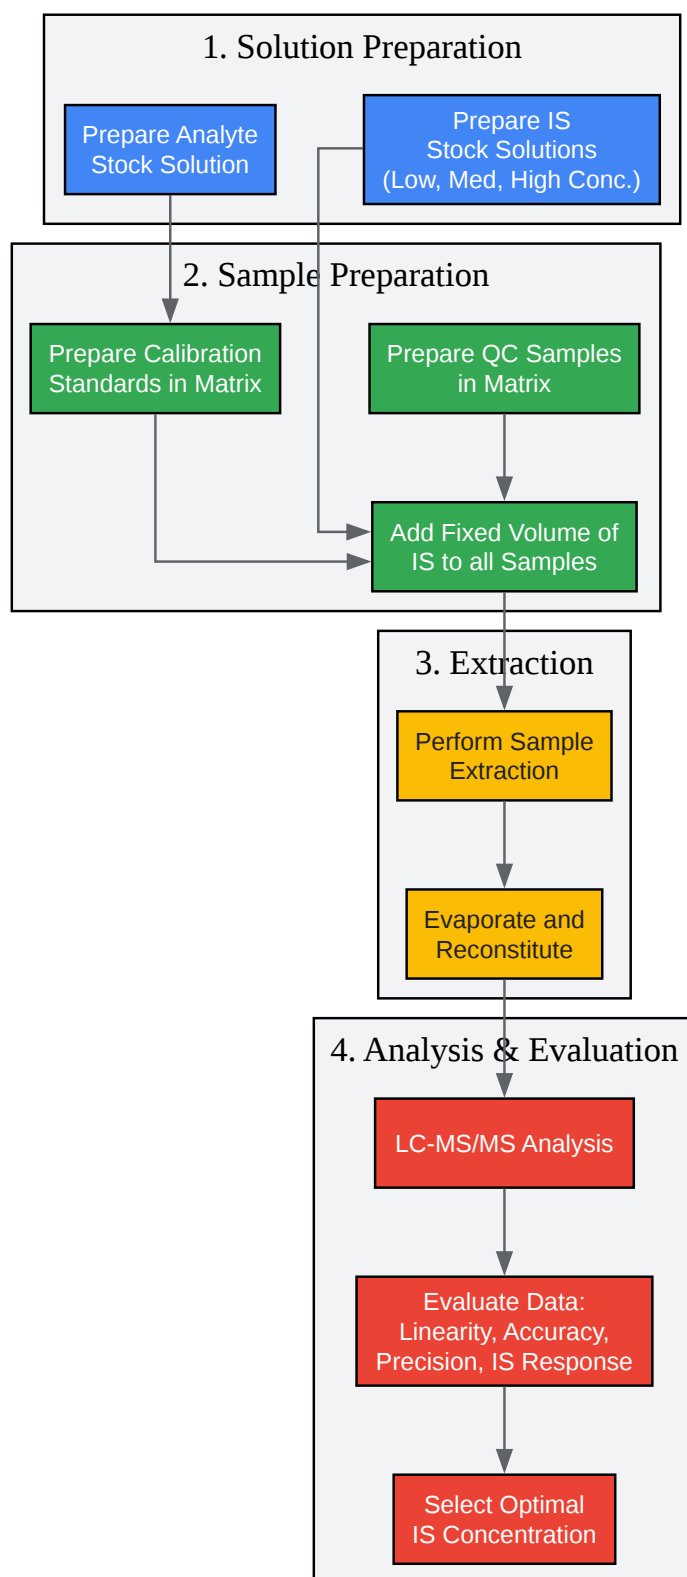 1. Solution Preparation
Prepare Analyte
Stock Solution
Prepare IS
Stock Solutions
(Low, Med, High Conc.)
2. Sample Preparation
Prepare Calibration
Standards in Matrix
Prepare QC Samples
in Matrix
Add Fixed Volume of
IS to all Samples
3. Extraction
Perform Sample
Extraction
Evaporate and
Reconstitute
4. Analysis & Evaluation
LC-MS/MS Analysis
Evaluate Data:
Linearity, Accuracy,
Precision, IS Response
Select Optimal
IS Concentration